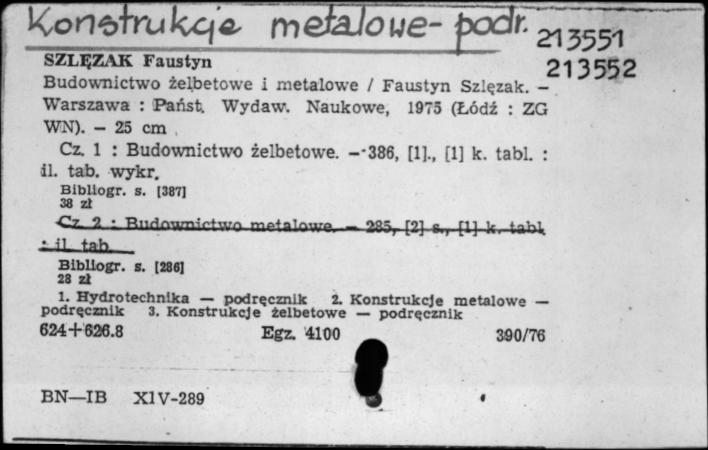 Konstrukcje metalowe - podr.
213551
SZLĘZAK Faustyn
213552
Budownictwo żelbetowe i metalowe / Faustyn Szlęzak. –
Warszawa : Państ. Wydaw. Naukowe, 1975 (Łódź : ZG
WN). – 25 cm
Cz. 1 : Budownictwo żelbetowe. – 386, [1]., [1] k. tabl. :
il. tab. wykr.
Bibliogr. s. [387]
38 zł
Cz. 2 : Budownictwo metalowe. – 285, [2] s., [1] k. tabl
: il. tab.
Bibliogr. s. [286]
28 zł
1. Hydrotechnika — podręcznik 2. Konstrukcje metalowe —
podręcznik 3. Konstrukcje żelbetowe — podręcznik
624+626.8 Egz. 4100 390/76
BN—IB XIV-289